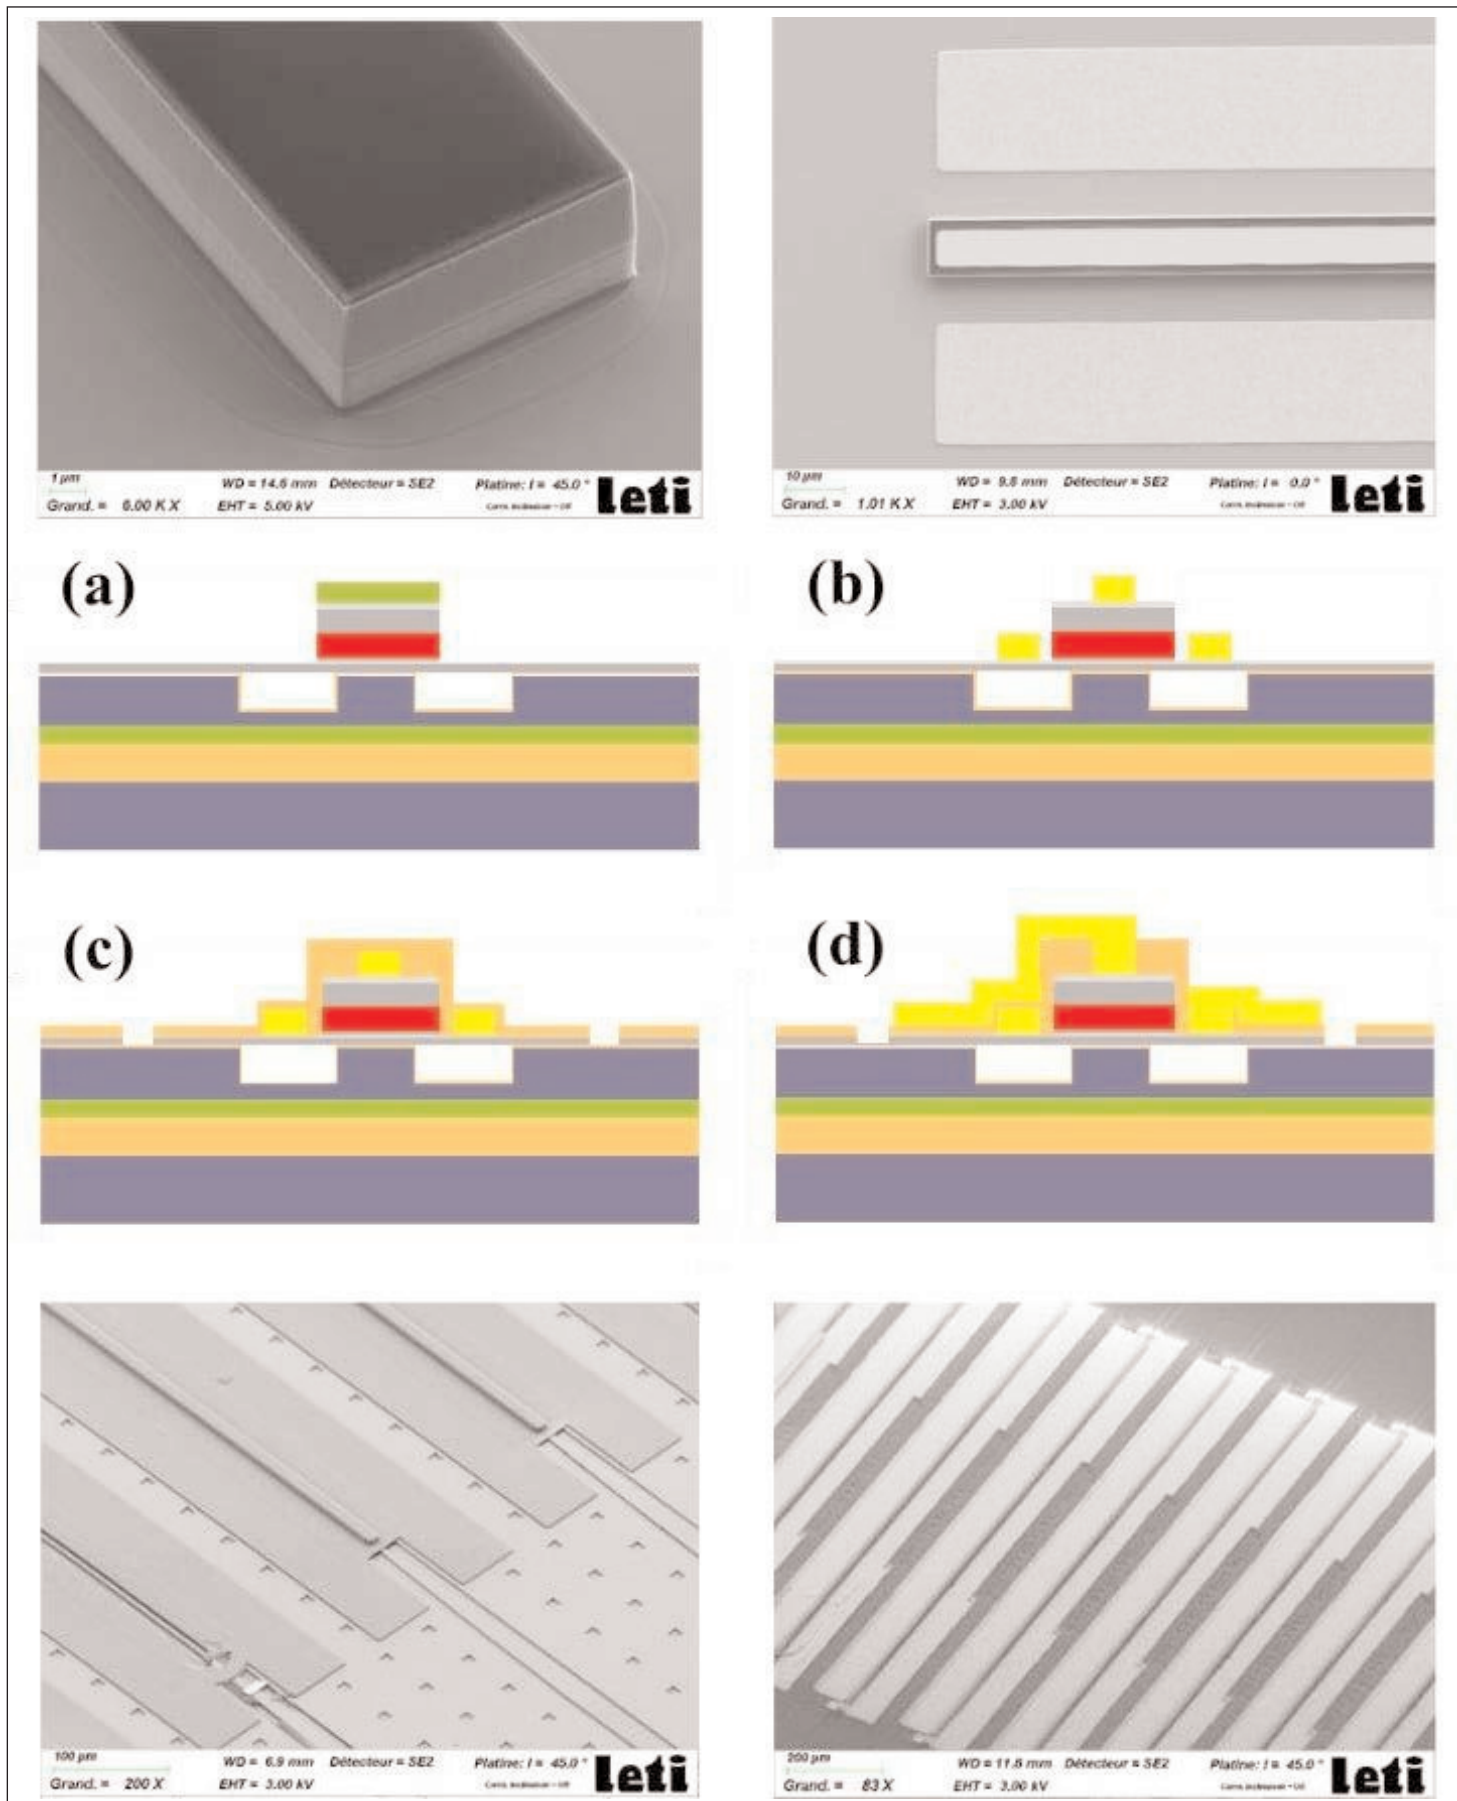 1 µm
WD = 14.6 mm Détecteur = SE2 Platine: I = 45.0 °
Grand. = 6.00 K X EHT = 5.00 kV
leti
10 µm
WD = 9.6 mm Détecteur = SE2 Platine: I = 0.0 °
Grand. = 1.01 K X EHT = 3.00 kV
leti
(a)
(b)
(c)
(d)
100 µm
WD = 6.9 mm Détecteur = SE2 Platine: I = 45.0 °
Grand. = 200 X EHT = 3.00 kV
leti
200 µm
WD = 11.6 mm Détecteur = SE2 Platine: I = 45.0 °
Grand. = 83 X EHT = 3.00 kV
leti